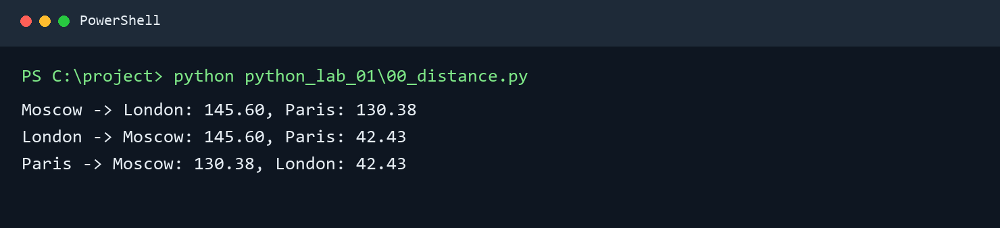 PowerShell
PS C:\project> python python_lab_01\00_distance.py
Moscow -> London: 145.60, Paris: 130.38
London -> Moscow: 145.60, Paris: 42.43
Paris -> Moscow: 130.38, London: 42.43